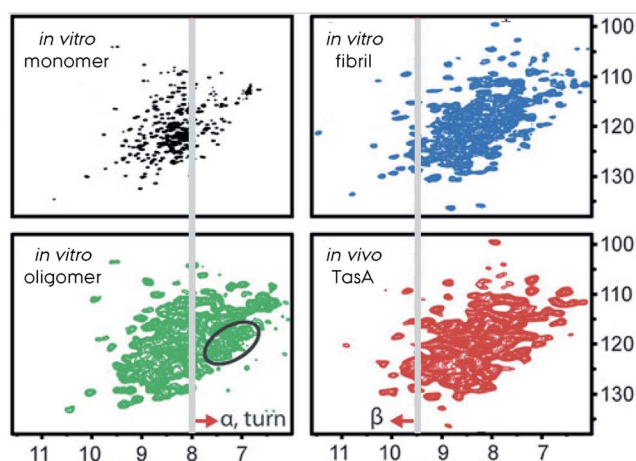 in vitro
monomer
in vitro
fibril
100
110
120
130
in vitro
oligomer
α, turn
in vivo
TasA
β
100
110
120
130
11 10 9 8 7
11 10 9 8 7